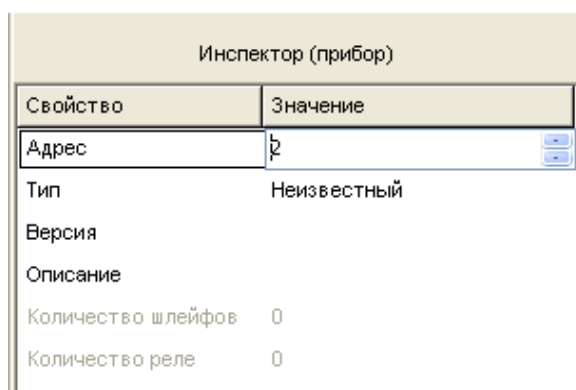 Инспектор (прибор)
Свойство Значение
Адрес 2
Тип Неизвестный
Версия
Описание
Количество шлейфов 0
Количество реле 0